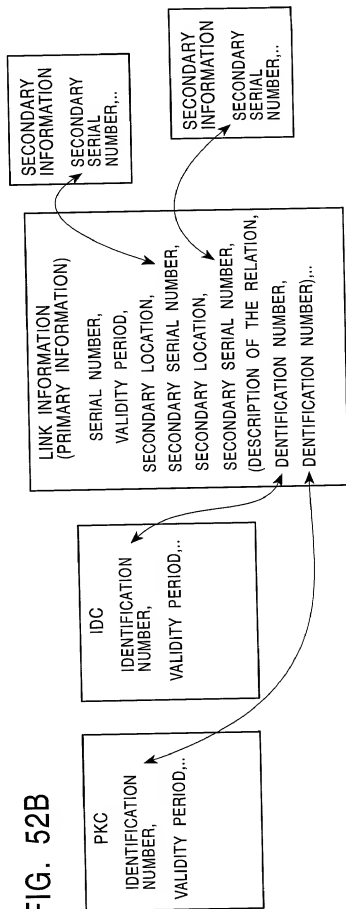 FIG. 52B
PKC
IDENTIFICATION
NUMBER,
VALIDITY PERIOD,..
IDC
IDENTIFICATION
NUMBER,
VALIDITY PERIOD,..
LINK INFORMATION
(PRIMARY INFORMATION)
SERIAL NUMBER,
VALIDITY PERIOD,
SECONDARY LOCATION,
SECONDARY SERIAL NUMBER,
SECONDARY LOCATION,
SECONDARY SERIAL NUMBER,
(DESCRIPTION OF THE RELATION,
DENTIFICATION NUMBER,
DENTIFICATION NUMBER),..
SECONDARY
INFORMATION
SECONDARY
SERIAL
NUMBER,..
SECONDARY
INFORMATION
SECONDARY
SERIAL
NUMBER,..